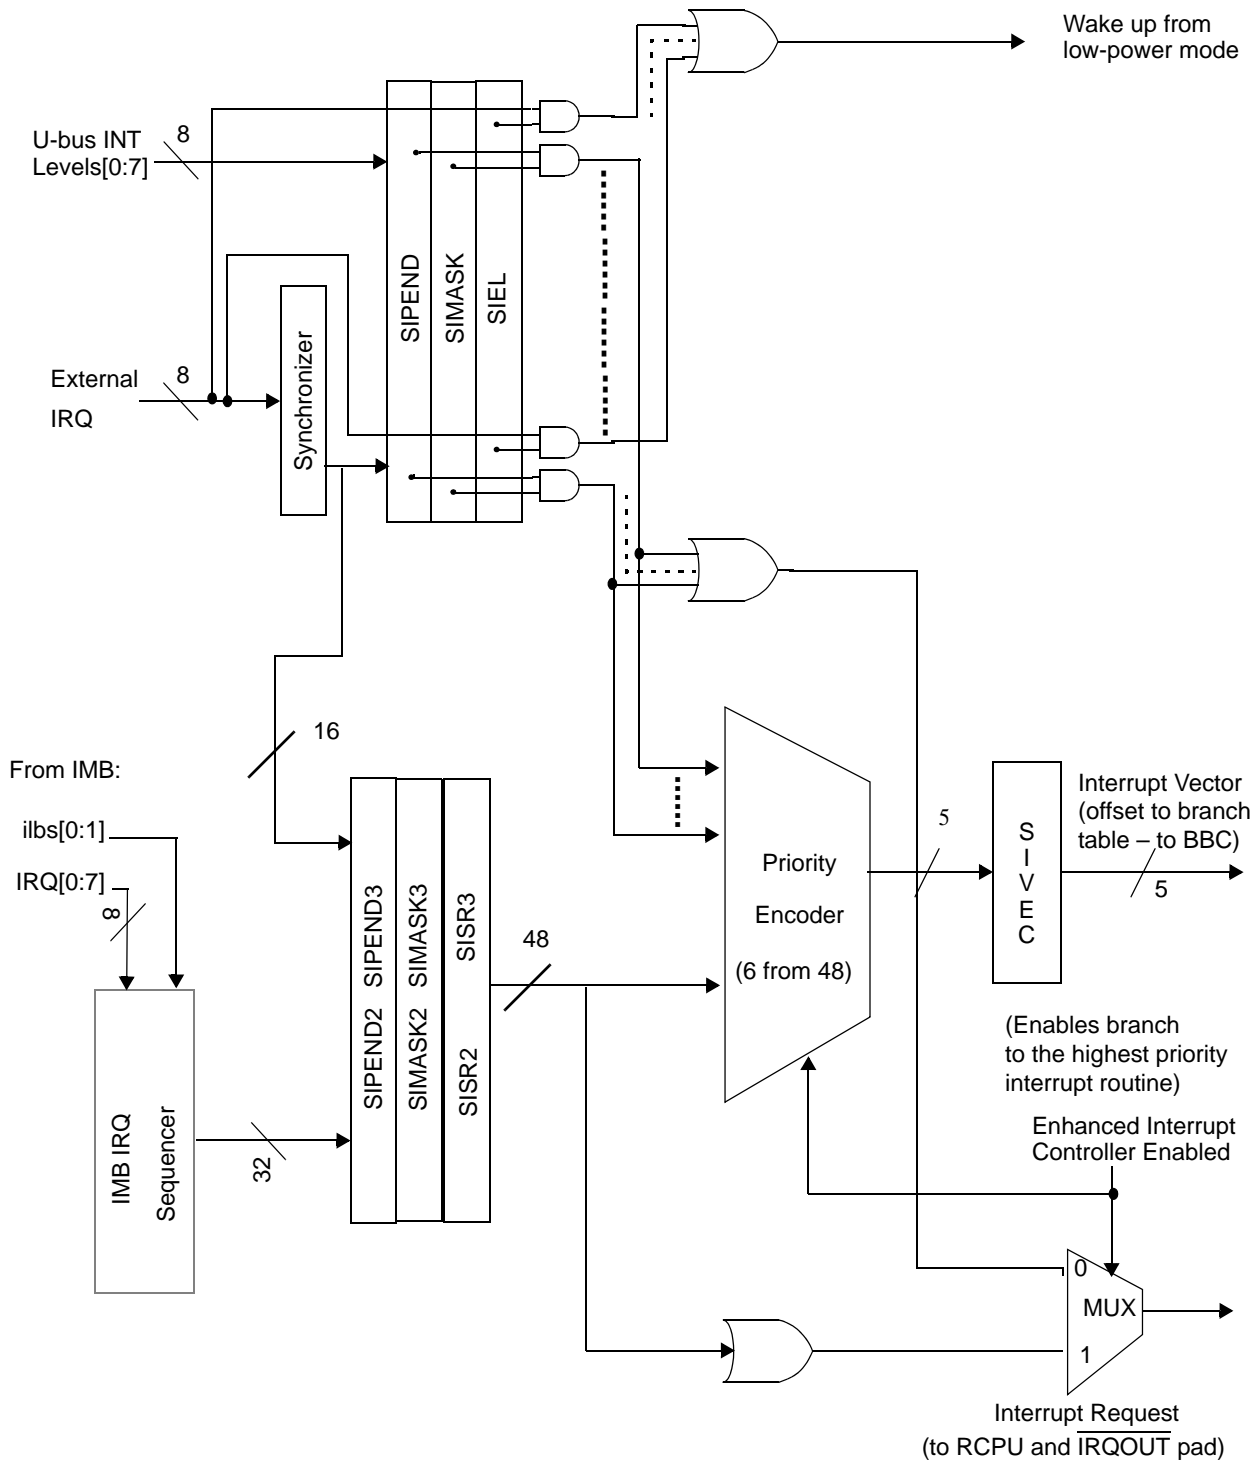 Wake up from
low-power mode
U-bus INT
Levels[0:7]
8
SIPEND
SIMASK
SIEL
Synchronizer
External
IRQ
8
16
From IMB:
ilbs[0:1]
IRQ[0:7]
8
IMB IRQ
Sequencer
32
SIPEND2 SIPEND3
SIMASK2 SIMASK3
SISR2 SISR3
48
Priority
Encoder
(6 from 48)
5
SIVEC
Interrupt Vector
(offset to branch
table – to BBC)
5
(Enables branch
to the highest priority
interrupt routine)
Enhanced Interrupt
Controller Enabled
0
MUX
1
Interrupt Request
(to RCPU and IRQOUT pad)